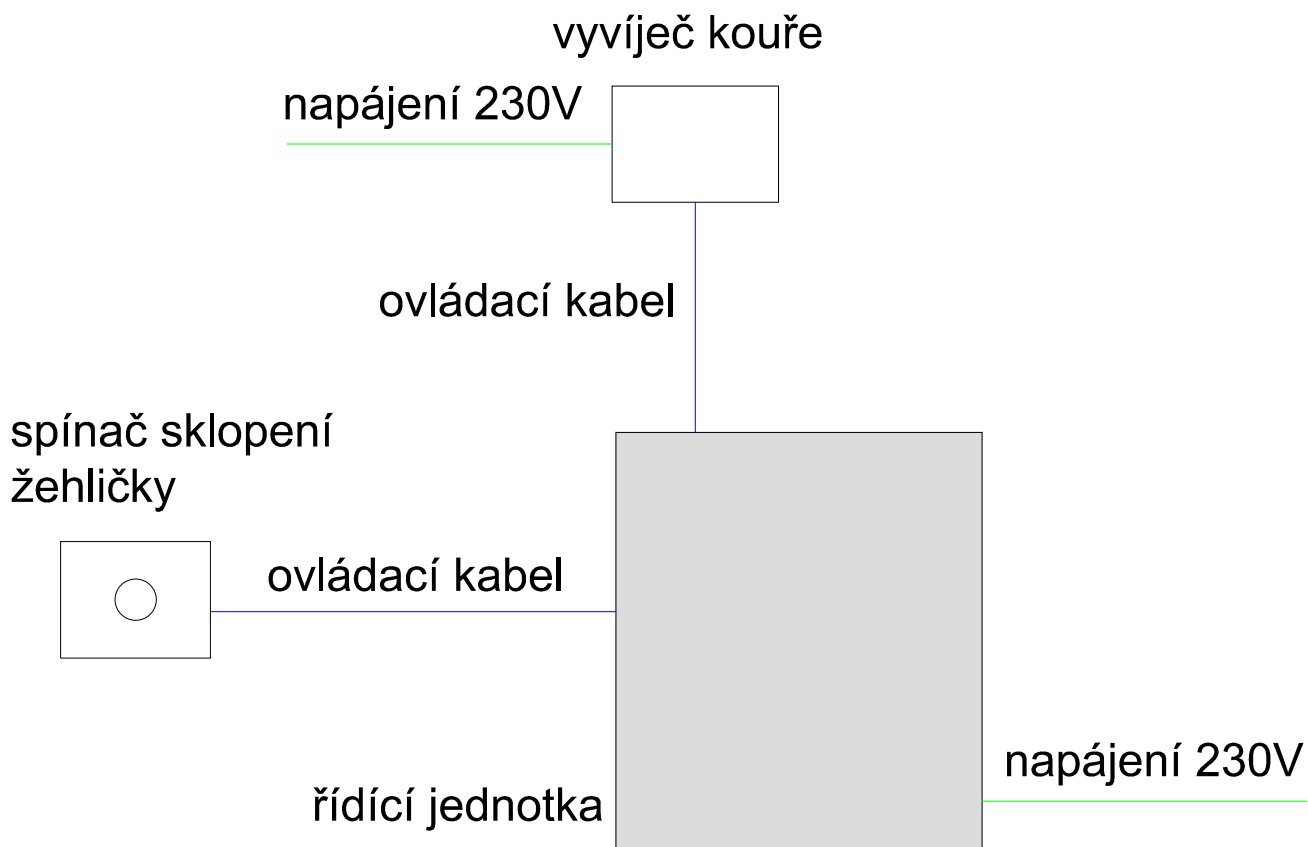 vyvíječ kouře
napájení 230V
ovládací kabel
spínač sklopení
žehličky
ovládací kabel
napájení 230V
řídící jednotka